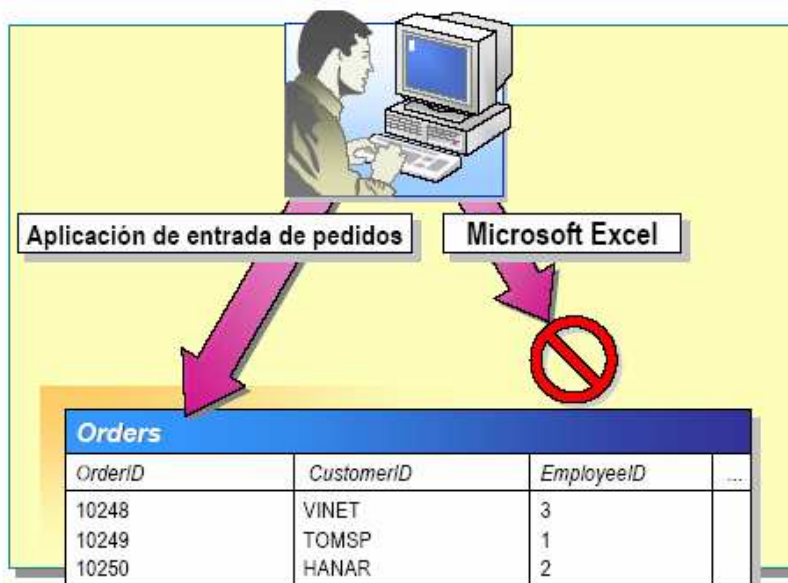 Aplicación de entrada de pedidos
Microsoft Excel
Orders
OrderID CustomerID EmployeeID ...
10248 VINET 3
10249 TOMSP 1
10250 HANAR 2